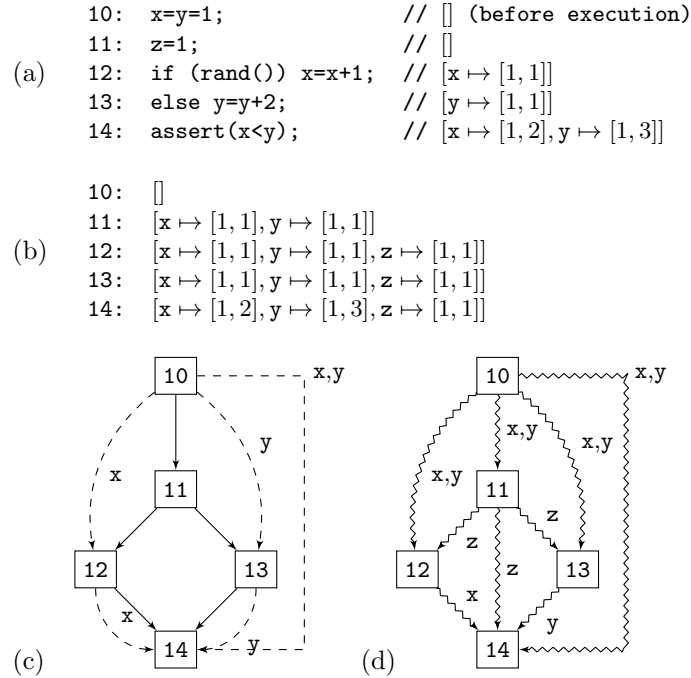 10: x=y=1; // [] (before execution)
11: z=1; // []
(a) 12: if (rand()) x=x+1; // [x ↦ [1, 1]]
13: else y=y+2; // [y ↦ [1, 1]]
14: assert(x<y); // [x ↦ [1, 2], y ↦ [1, 3]]
10: []
11: [x ↦ [1, 1], y ↦ [1, 1]]
(b) 12: [x ↦ [1, 1], y ↦ [1, 1], z ↦ [1, 1]]
13: [x ↦ [1, 1], y ↦ [1, 1], z ↦ [1, 1]]
14: [x ↦ [1, 2], y ↦ [1, 3], z ↦ [1, 1]]
10
x,y
y
x
11
12
13
x
y
14
(c)
10
x,y
x,y
x,y
x,y
11
z
z
12
z
13
x
y
14
(d)